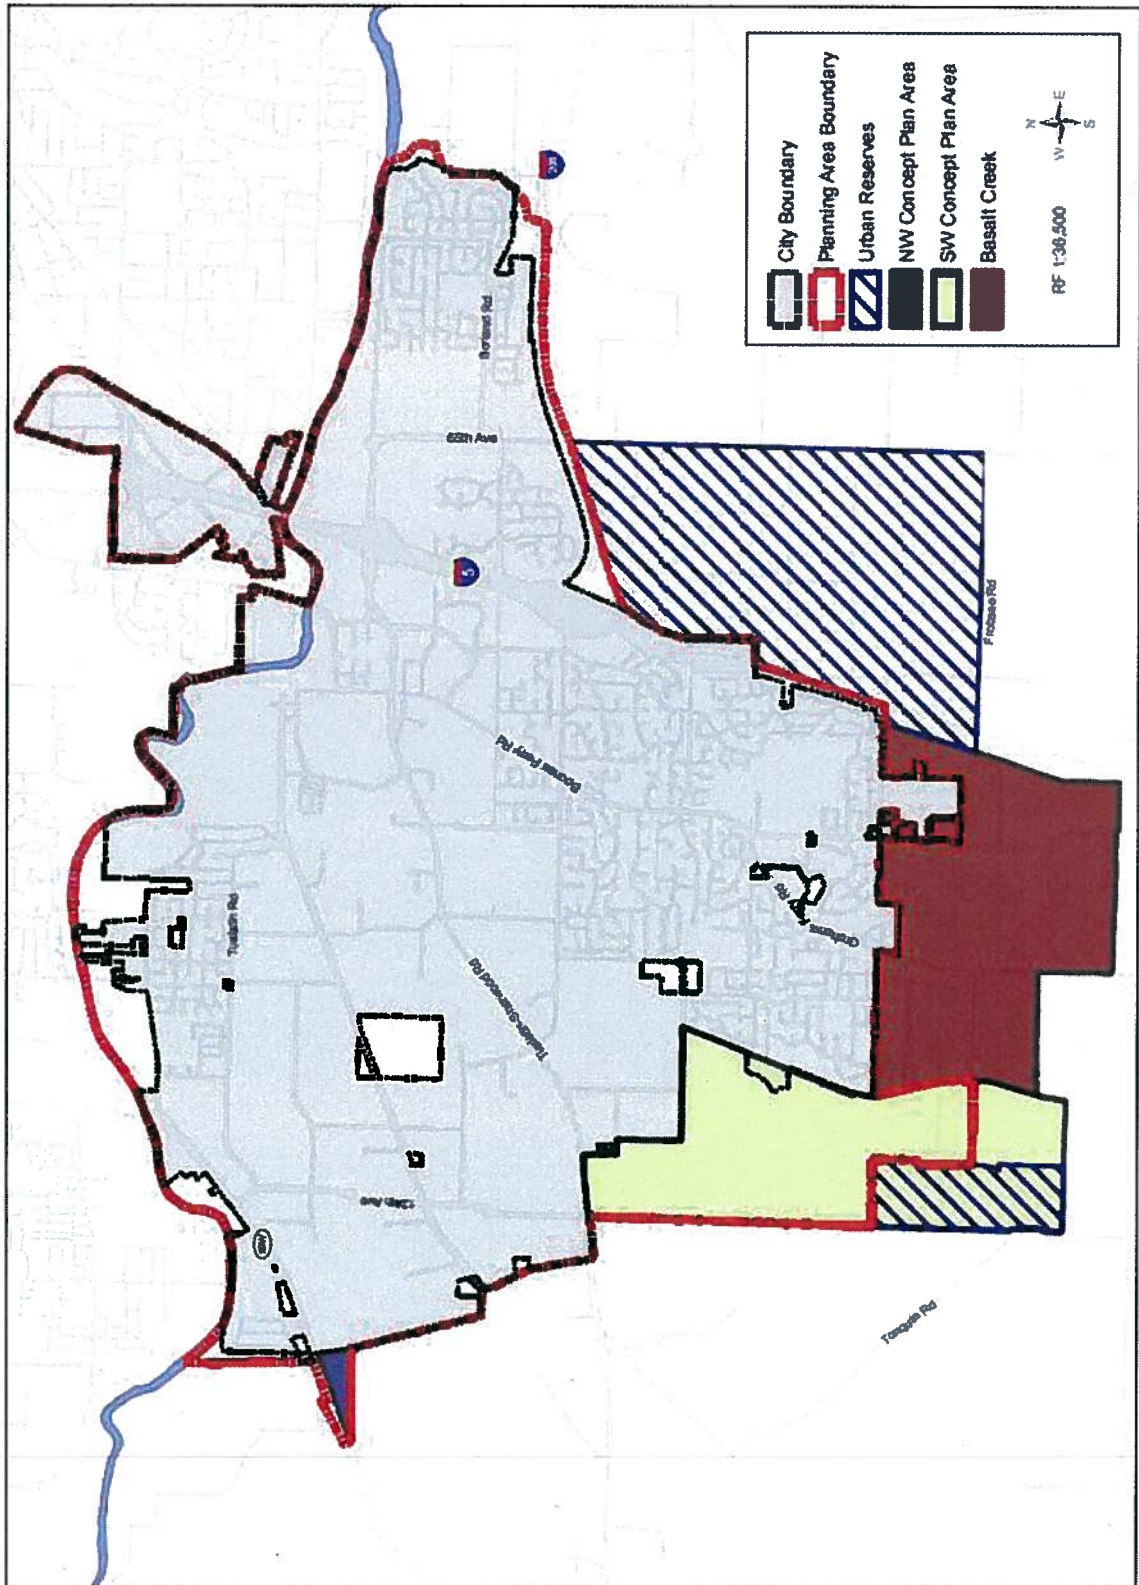 City Boundary
Planning Area Boundary
Urban Reserves
NW Concept Plan Area
SW Concept Plan Area
Basalt Creek
RF 1:36,500
N
W
E
S
Borland Rd
65th Ave
5
Frobase Rd
Boones Ferry Rd
Tualatin Rd
Tualatin-Sherwood Rd
Grahams
Rd
124th Ave
Tonquin Rd